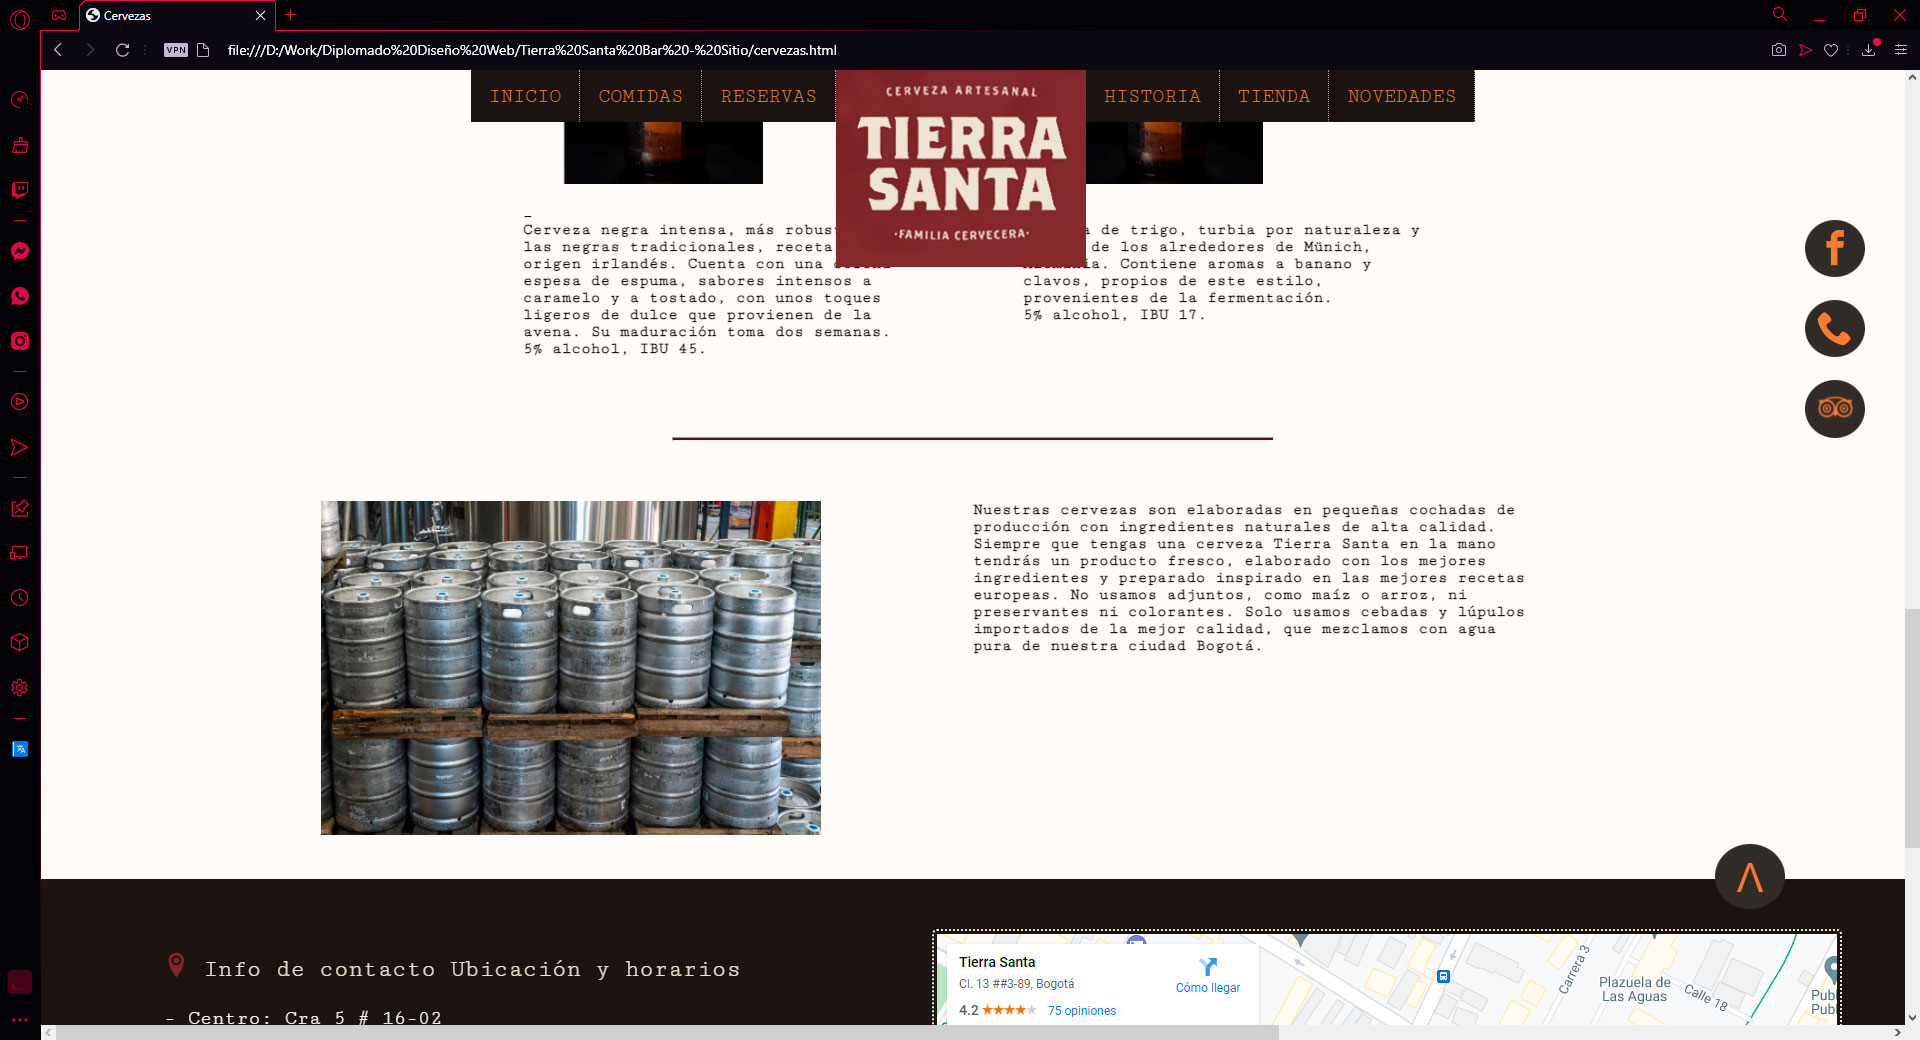 Cervezas
VPN
file:///D:/Work/Diplomado%20Diseño%20Web/Tierra%20Santa%20Bar%20-%20Sitio/cervezas.html
INICIO
COMIDAS
RESERVAS
CERVEZA ARTESANAL
TIERRA
SANTA
·FAMILIA CERVECERA·
HISTORIA
TIENDA
NOVEDADES
Cerveza negra intensa, más
las negras tradicionales, receta
origen irlandés. Cuenta con una
espesa de espuma, sabores intensos a
caramelo y a tostado, con unos toques
ligeros de dulce que provienen de la
avena. Su maduración toma dos semanas.
5% alcohol, IBU 45.
de trigo, turbia por naturaleza y
de los alrededores de Münich,
Contiene aromas a banano y
clavos, propios de este estilo,
provenientes de la fermentación.
5% alcohol, IBU 17.
Nuestras cervezas son elaboradas en pequeñas cochadas de
producción con ingredientes naturales de alta calidad.
Siempre que tengas una cerveza Tierra Santa en la mano
tendrás un producto fresco, elaborado con los mejores
ingredientes y preparado inspirado en las mejores recetas
europeas. No usamos adjuntos, como maíz o arroz, ni
preservantes ni colorantes. Solo usamos cebadas y lúpulos
importados de la mejor calidad, que mezclamos con agua
pura de nuestra ciudad Bogotá.
Info de contacto Ubicación y horarios
- Centro: Cra 5 # 16-02
Tierra Santa
Cl. 13 ##3-89, Bogotá
4.2
75 opiniones
Cómo llegar
Carrera 3
Plazuela de
Las Aguas
Calle 18